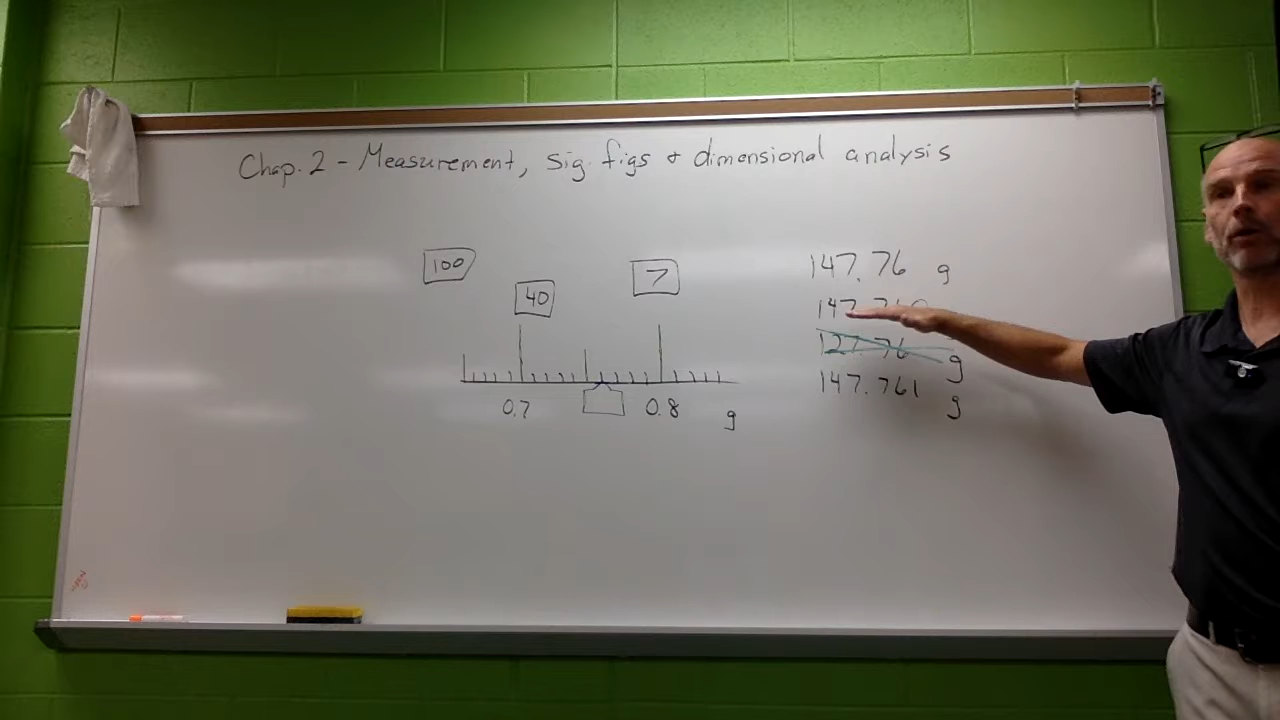 Chap. 2 - Measurement, sig. figs & dimensional analysis
100
40
7
0.7
0.8 g
147.76 g
127.76 g
147.761 g